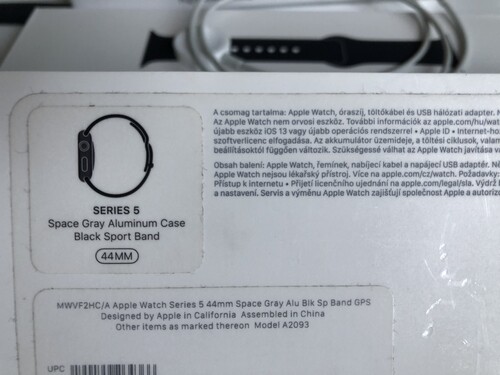 A csomag tartalma: Apple Watch, óraszíj, töltőkábel és USB hálózati adapter.
Az Apple Watch nem orvosi eszköz. További információk az apple.com/hu/wat
újabb eszköz iOS 13 vagy újabb operációs rendszerrel • Apple ID • Internet-ho
szoftverlicenc elfogadása. Az akkumulátor üzemideje, a töltési ciklusok, valam
beállításoktól függően változik. Szükségessé válhat az Apple Watch javítása v
Obsah balení: Apple Watch, řemínek, nabíjecí kabel a napájecí USB adaptér.
Apple Watch nejsou lékařský přístroj. Více na apple.com/cz/watch. Požadavky:
Přístup k internetu • Přijetí licenčního ujednání na apple.com/legal/sla. Výdrž
a nastavení. Servis a výměnu Apple Watch zajišťují společnost Apple a autoriz
SERIES 5
Space Gray Aluminum Case
Black Sport Band
44MM
MWVF2HC/A Apple Watch Series 5 44mm Space Gray Alu Blk Sp Band GPS
Designed by Apple in California Assembled in China
Other items as marked thereon Model A2093
UPC